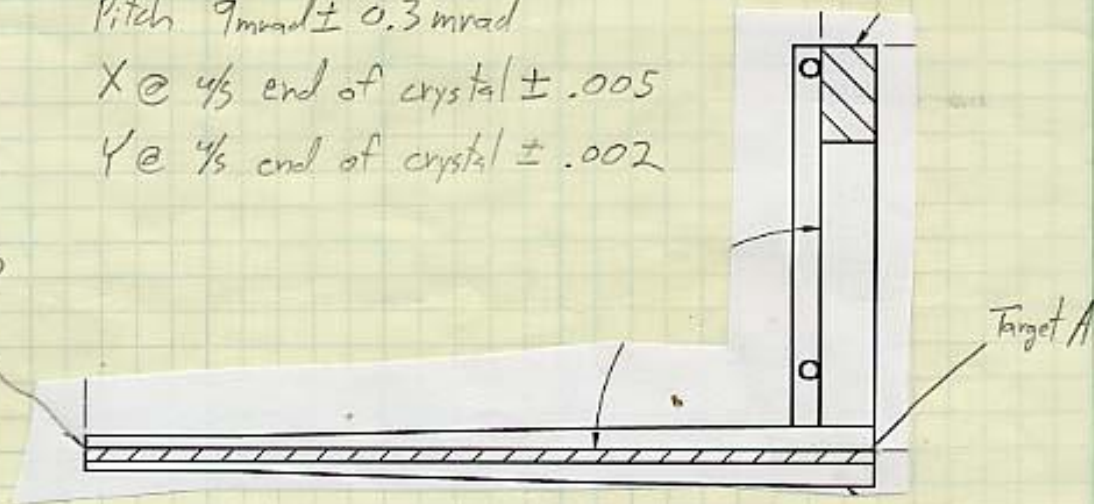 Pitch 9mrad ± 0.3 mrad
X @ u/s end of crystal ± .005
Y @ u/s end of crystal ± .002
Target A